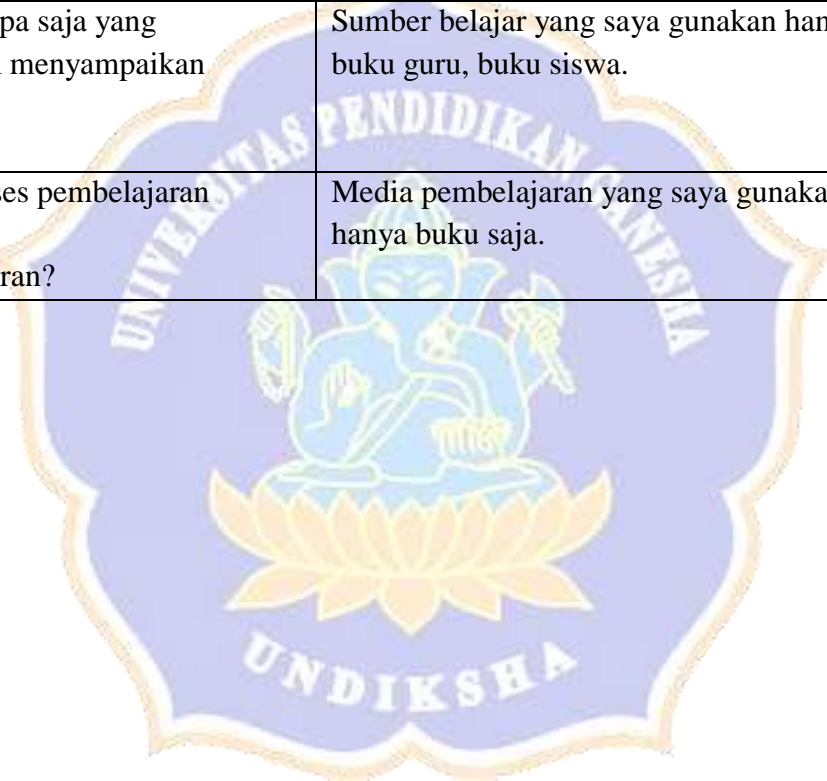 pa saja yang
menyampaikan
Sumber belajar yang saya gunakan han
buku guru, buku siswa.
ses pembelajaran
ran?
Media pembelajaran yang saya gunaka
hanya buku saja.
UNIVERSITAS PENDIDIKAN GANESHA
UNDIKSHA